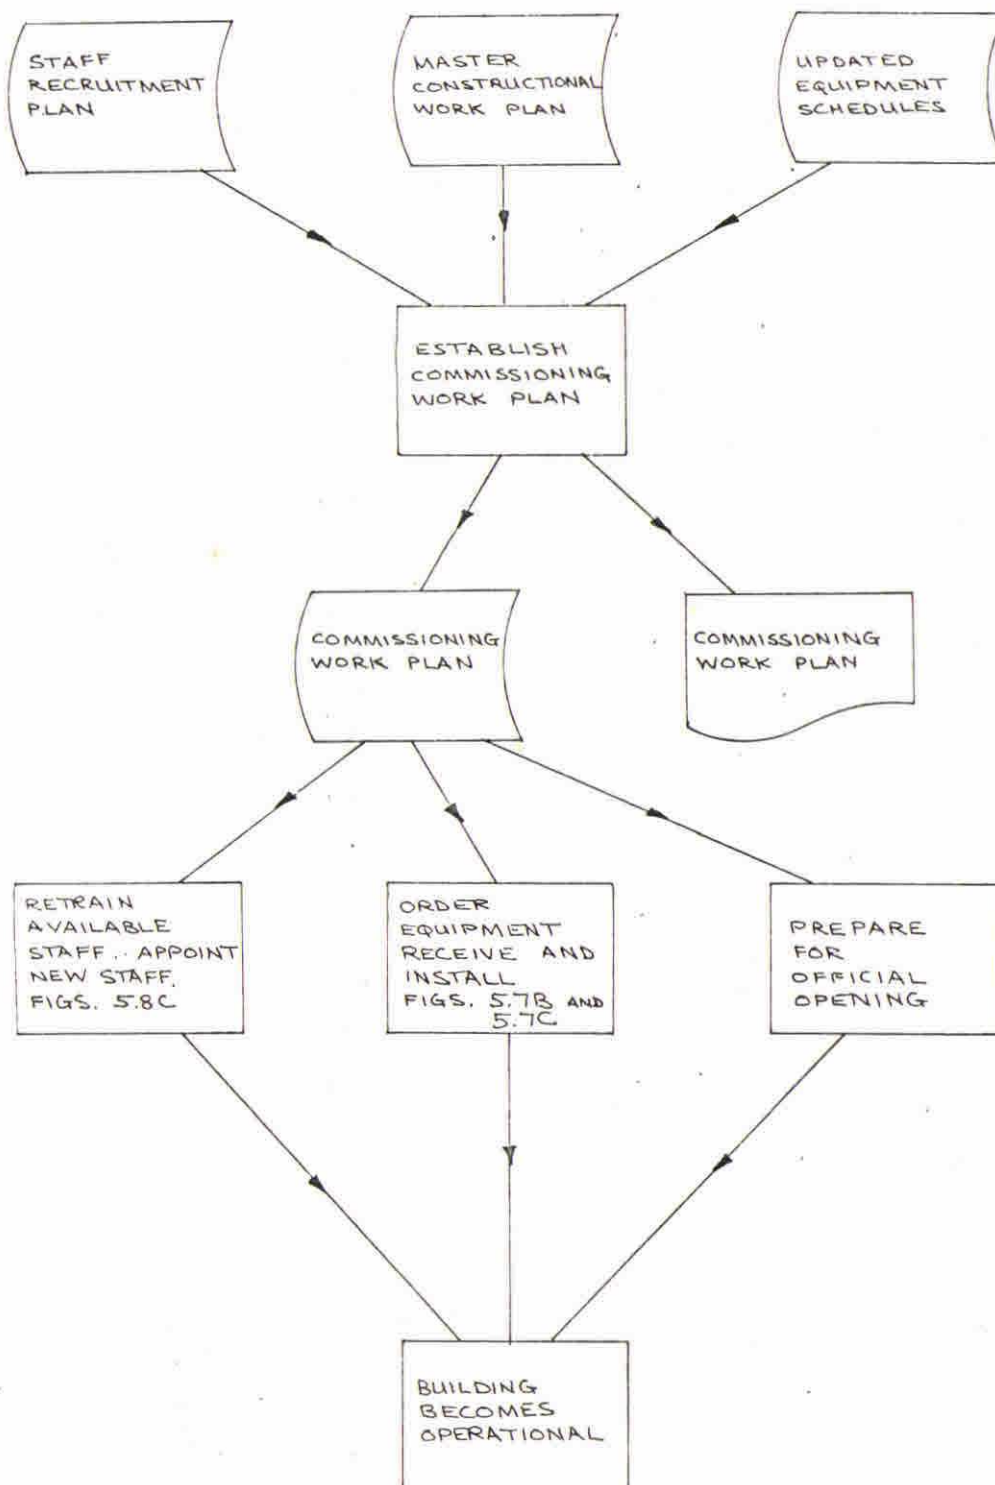 STAFF
RECRUITMENT
PLAN
MASTER
CONSTRUCTIONAL
WORK PLAN
UPDATED
EQUIPMENT
SCHEDULES
ESTABLISH
COMMISSIONING
WORK PLAN
COMMISSIONING
WORK PLAN
COMMISSIONING
WORK PLAN
RETRAIN
AVAILABLE
STAFF.. APPOINT
NEW STAFF.
FIGS. 5.8C
ORDER
EQUIPMENT
RECEIVE AND
INSTALL
FIGS. 5.7B AND
5.7C
PREPARE
FOR
OFFICIAL
OPENING
BUILDING
BECOMES
OPERATIONAL